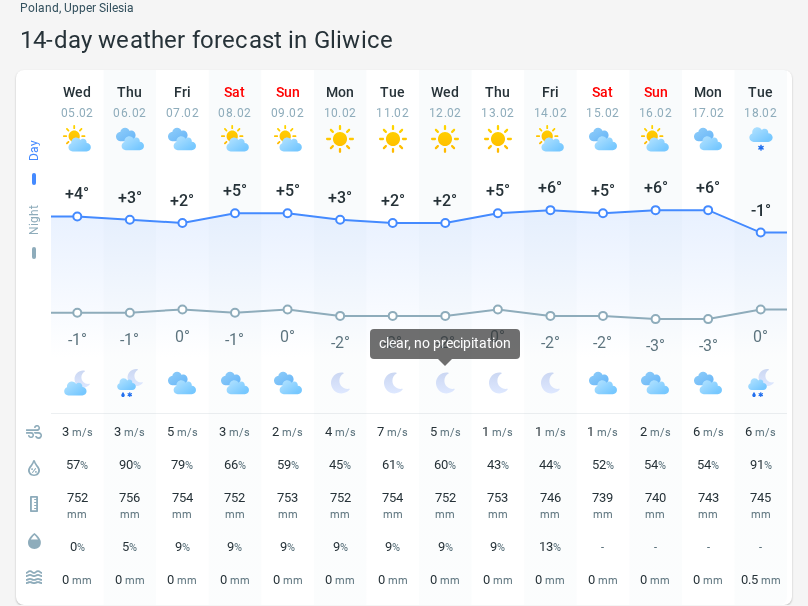 Poland, Upper Silesia
14-day weather forecast in Gliwice
Wed Thu Fri Sat Sun Mon Tue Wed Thu Fri Sat Sun Mon Tue
05.02 06.02 07.02 08.02 09.02 10.02 11.02 12.02 13.02 14.02 15.02 16.02 17.02 18.02
Day
+4° +3° +2° +5° +5° +3° +2° +2° +5° +6° +5° +6° +6° -1°
Night
-1° -1° 0° -1° 0° -2° 0° -2° -2° -3° -3° 0°
clear, no precipitation
3 m/s 3 m/s 5 m/s 3 m/s 2 m/s 4 m/s 7 m/s 5 m/s 1 m/s 1 m/s 1 m/s 2 m/s 6 m/s 6 m/s
57% 90% 79% 66% 59% 45% 61% 60% 43% 44% 52% 54% 54% 91%
752 756 754 752 753 752 754 752 753 746 739 740 743 745
mm mm mm mm mm mm mm mm mm mm mm mm mm mm
0% 5% 9% 9% 9% 9% 9% 9% 9% 13% - - - -
0 mm 0 mm 0 mm 0 mm 0 mm 0 mm 0 mm 0 mm 0 mm 0 mm 0 mm 0 mm 0 mm 0.5 mm